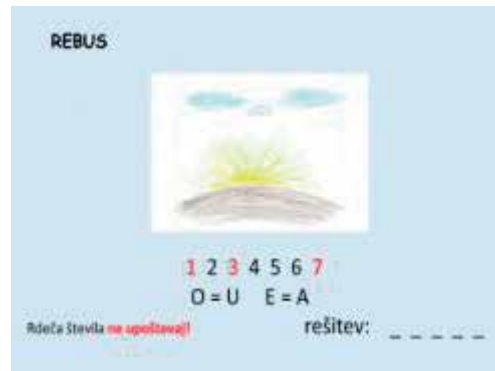 REBUS
1 2 3 4 5 6 7
O = U E = A
Rdeča števila ne upoštevaj!
rešitev: _ _ _ _ _